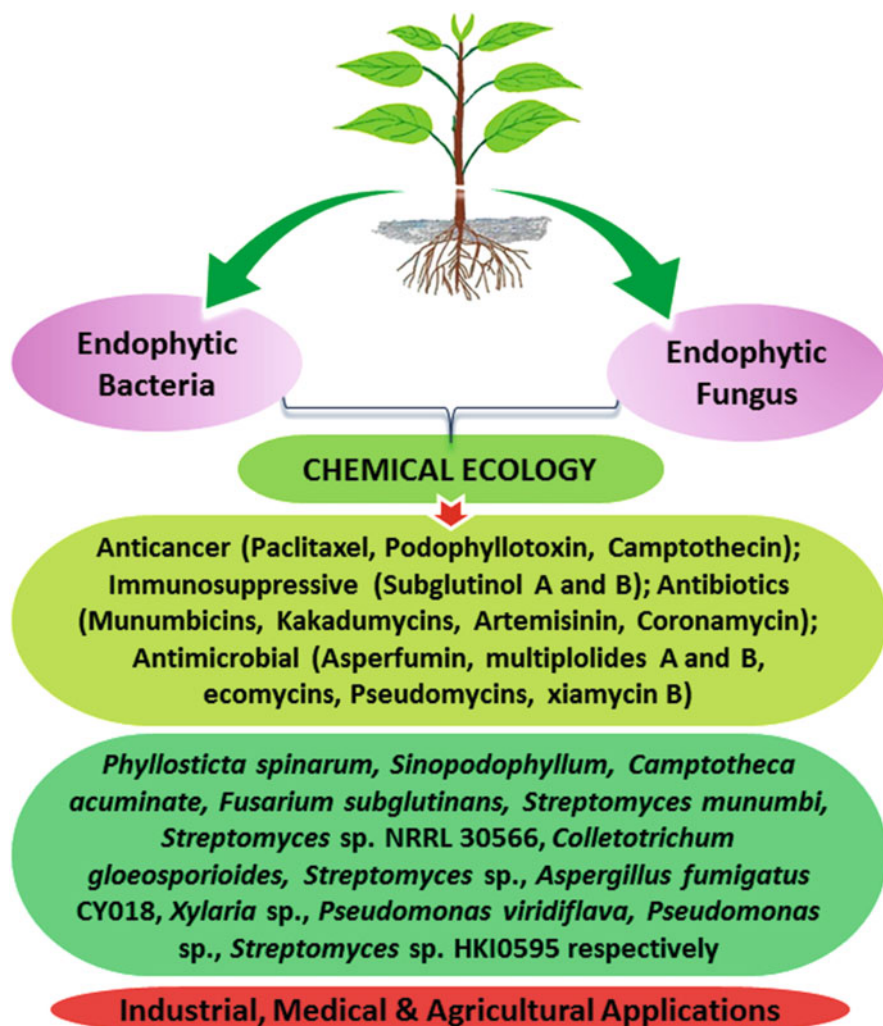 Endophytic
Bacteria
Endophytic
Fungus
CHEMICAL ECOLOGY
Anticancer (Paclitaxel, Podophyllotoxin, Camptothecin);
Immunosuppressive (Subglutinol A and B); Antibiotics
(Munumbicins, Kakadumycins, Artemisinin, Coronamycin);
Antimicrobial (Asperfumin, multiplolides A and B,
ecomycins, Pseudomycins, xiamycin B)
Phyllosticta spinarum, Sinopodophyllum, Camptotheca
acuminate, Fusarium subglutinans, Streptomyces munumbi,
Streptomyces sp. NRRL 30566, Colletotrichum
gloeosporioides, Streptomyces sp., Aspergillus fumigatus
CY018, Xylaria sp., Pseudomonas viridiflava, Pseudomonas
sp., Streptomyces sp. HKI0595 respectively
Industrial, Medical & Agricultural Applications